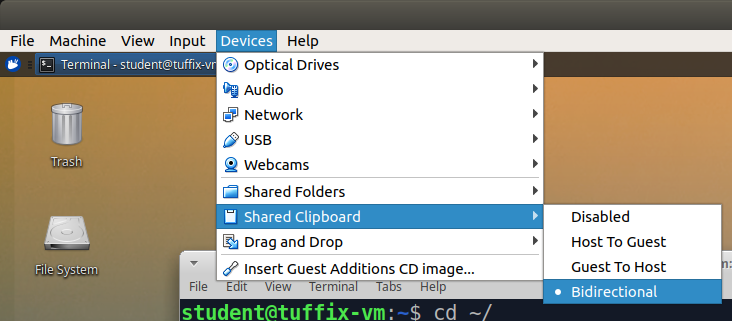 File Machine View Input Devices Help
Terminal - student@tuffix-vm
Optical Drives
Audio
Network
USB
Webcams
Shared Folders
Shared Clipboard
Drag and Drop
Insert Guest Additions CD image...
Disabled
Host To Guest
Guest To Host
Bidirectional
Trash
File System
File Edit View Terminal Tabs Help
student@tuffix-vm:~$ cd ~/